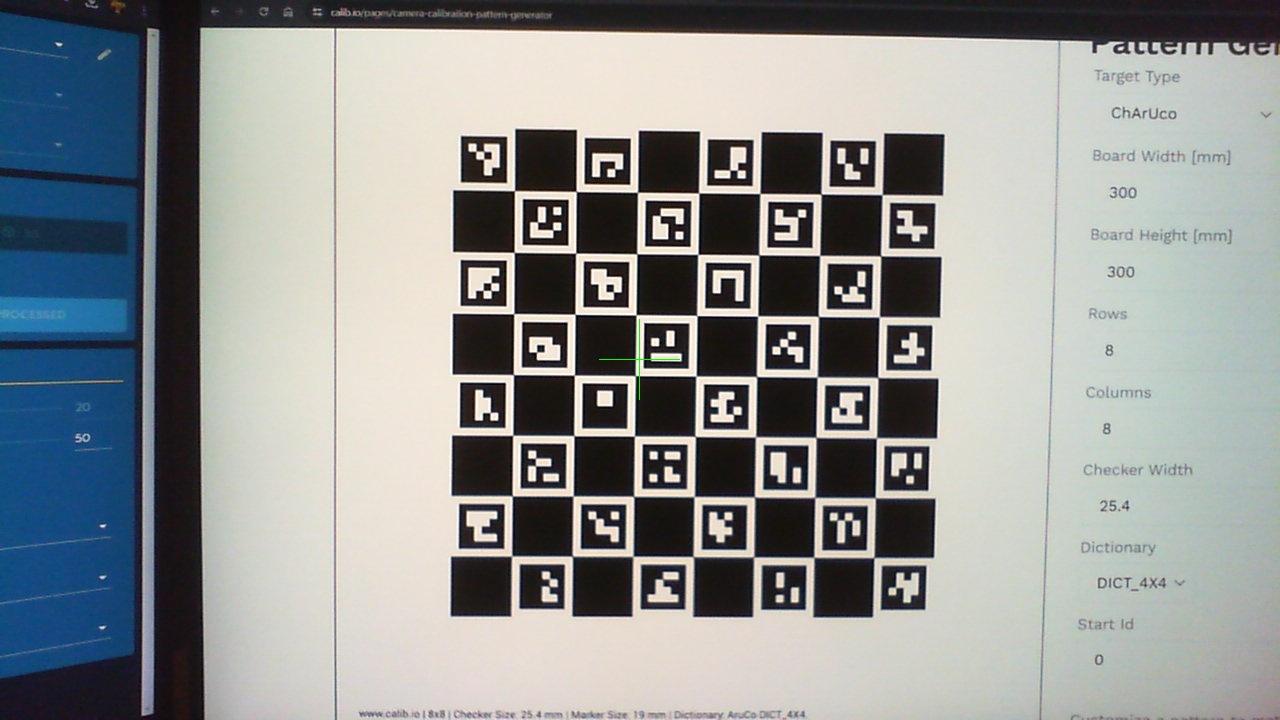 calib.io/pages/camera-calibration-pattern-generator
Pattern Ge
Target Type
ChArUco
Board Width [mm]
300
Board Height [mm]
300
Rows
8
Columns
8
Checker Width
25.4
Dictionary
DICT_4X4
Start Id
0
PROCESSED
20
50
www.calib.io | 8x8 | Checker Size: 25.4 mm | Marker Size: 19 mm | Dictionary: AruCo DICT_4X4.